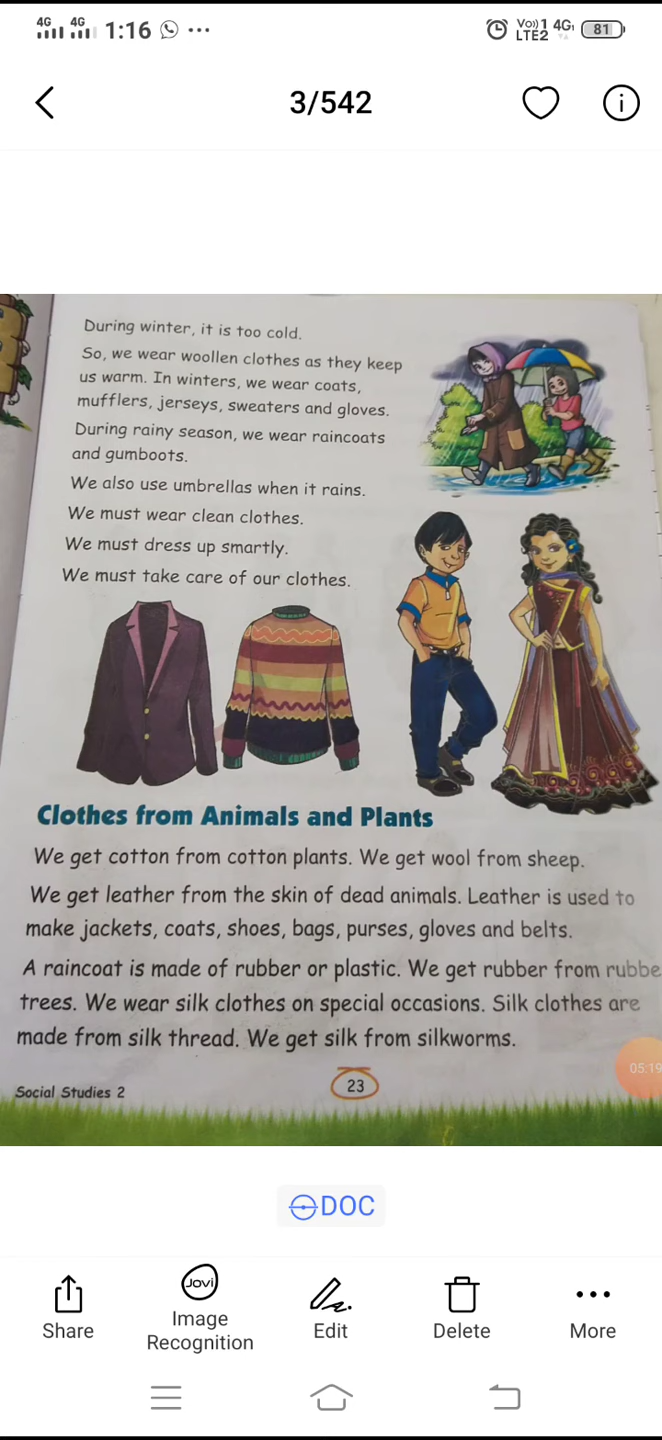 4G 4G 1:16 ...
Vo)) 1 4G
LTE2
81
3/542
During winter, it is too cold.
So, we wear woollen clothes as they keep
us warm. In winters, we wear coats,
mufflers, jerseys, sweaters and gloves.
During rainy season, we wear raincoats
and gumboots.
We also use umbrellas when it rains.
We must wear clean clothes.
We must dress up smartly.
We must take care of our clothes.
Clothes from Animals and Plants
We get cotton from cotton plants. We get wool from sheep.
We get leather from the skin of dead animals. Leather is used to
make jackets, coats, shoes, bags, purses, gloves and belts.
A raincoat is made of rubber or plastic. We get rubber from rubbe
trees. We wear silk clothes on special occasions. Silk clothes are
made from silk thread. We get silk from silkworms.
05:19
Social Studies 2
23
DOC
Share
Jovi
Image
Recognition
Edit
Delete
More